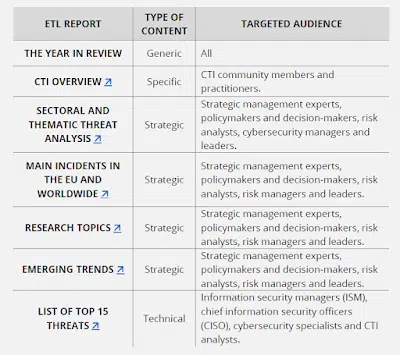 ETL REPORT
TYPE OF
CONTENT
TARGETED AUDIENCE
THE YEAR IN REVIEW
Generic
All
CTI OVERVIEW
Specific
CTI community members and
practitioners.
SECTORAL AND
THEMATIC THREAT
ANALYSIS
Strategic
Strategic management experts,
policymakers and decision-makers, risk
analysts, cybersecurity managers and
leaders.
MAIN INCIDENTS IN
THE EU AND
WORLDWIDE
Strategic
Strategic management experts,
policymakers and decision-makers, risk
analysts, risk managers and leaders.
RESEARCH TOPICS
Strategic
Strategic management experts,
policymakers and decision-makers, risk
analysts, risk managers and leaders.
EMERGING TRENDS
Strategic
Strategic management experts,
policymakers and decision-makers, risk
analysts, risk managers and leaders.
LIST OF TOP 15
THREATS
Technical
Information security managers (ISM),
chief information security officers
(CISO), cybersecurity specialists and CTI
analysts.